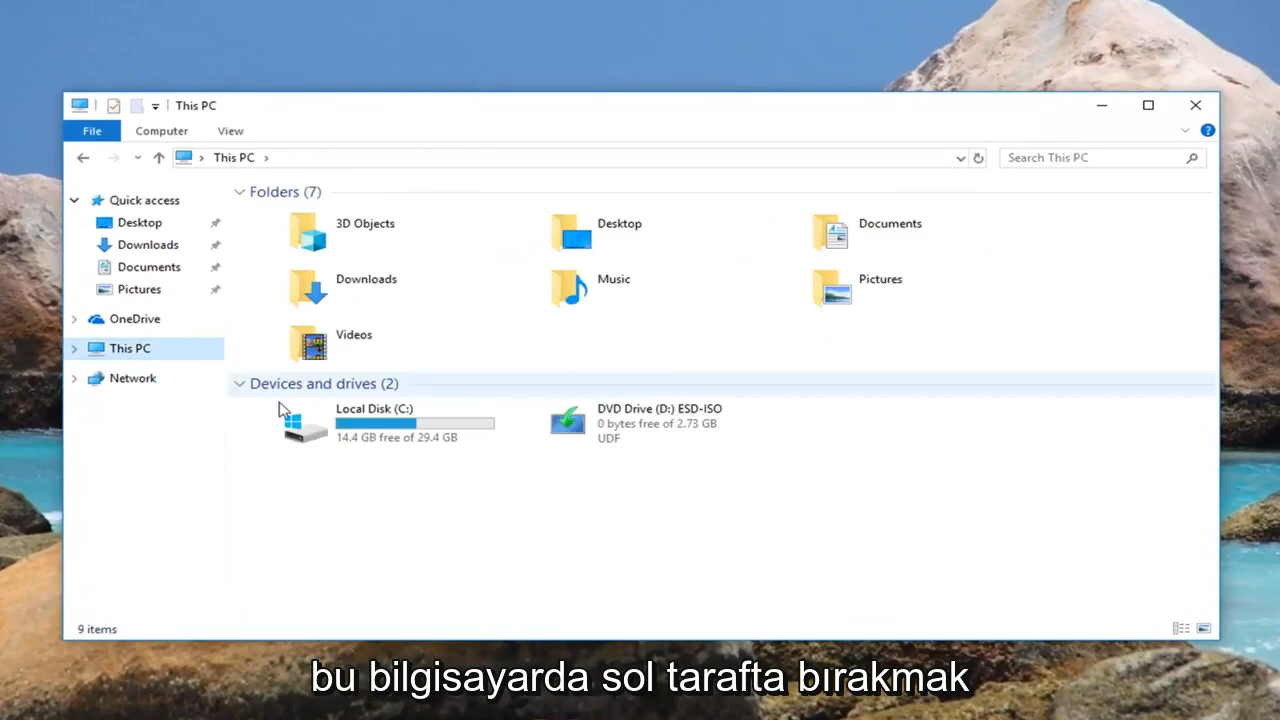 This PC
File Computer View
This PC
Search This PC
Quick access
Desktop
Downloads
Documents
Pictures
OneDrive
This PC
Network
Folders (7)
3D Objects
Desktop
Documents
Downloads
Music
Pictures
Videos
Devices and drives (2)
Local Disk (C:)
14.4 GB free of 29.4 GB
DVD Drive (D:) ESD-ISO
0 bytes free of 2.73 GB
UDF
9 items
bu bilgisayarda sol tarafta bırakmak